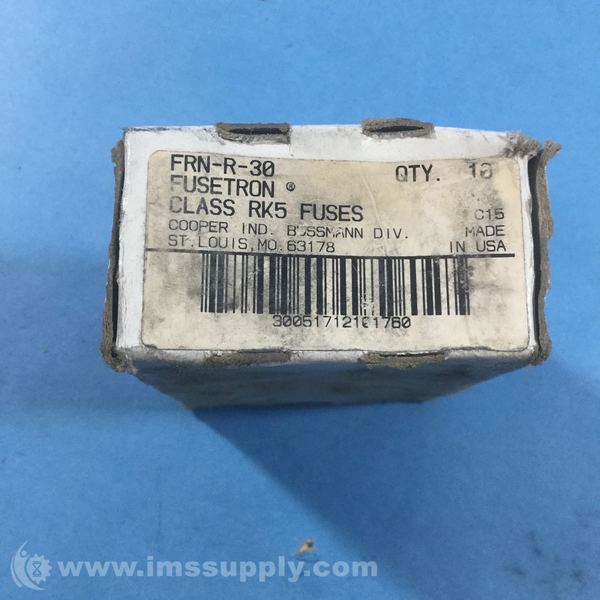 FRN-R-30 QTY. 10
FUSETRON ®
CLASS RK5 FUSES C15
COOPER IND. BUSSMANN DIV. MADE
ST.LOUIS,MO.63178 IN USA
ims
www.imssupply.com